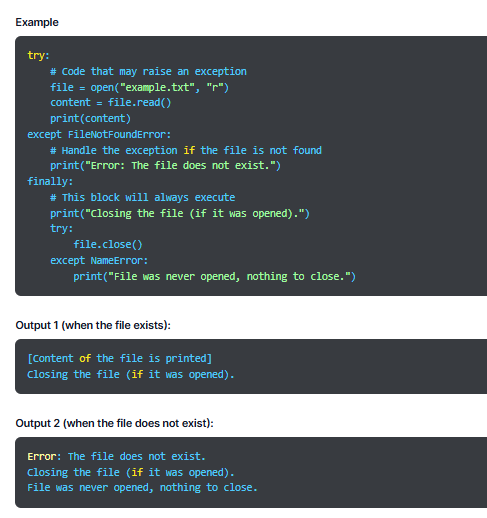 Example
try:
    # Code that may raise an exception
    file = open("example.txt", "r")
    content = file.read()
    print(content)
except FileNotFoundError:
    # Handle the exception if the file is not found
    print("Error: The file does not exist.")
finally:
    # This block will always execute
    print("Closing the file (if it was opened).")
    try:
        file.close()
    except NameError:
        print("File was never opened, nothing to close.")
Output 1 (when the file exists):
[Content of the file is printed]
Closing the file (if it was opened).
Output 2 (when the file does not exist):
Error: The file does not exist.
Closing the file (if it was opened).
File was never opened, nothing to close.